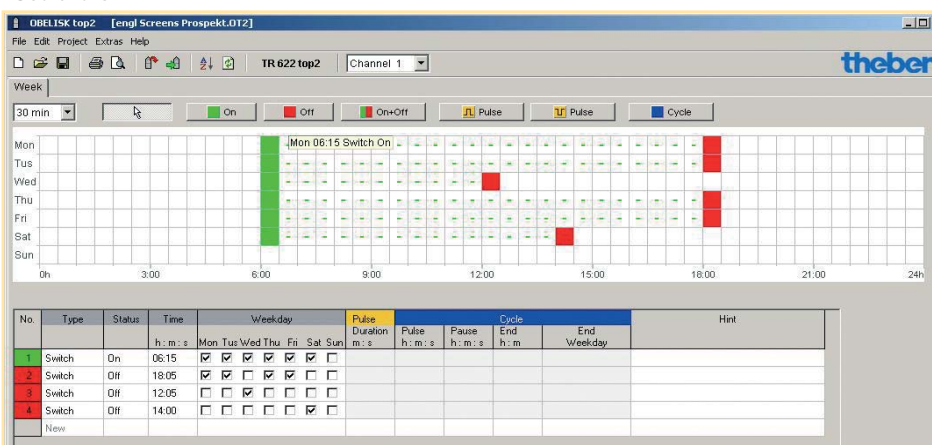 OBELISK top2 [engl Screens Prospekt.OT2]
File Edit Project Extras Help
TR 622 top2 Channel 1
theben
Week
30 min On Off On+Off Pulse Pulse Cycle
Mon Mon 06:15 Switch On
Tus
Wed
Thu
Fri
Sat
Sun
0h 3:00 6:00 9:00 12:00 15:00 18:00 21:00 24h
No. Type Status Time Weekday Pulse Cycle Hint
Duration Pulse Pause End End
h : m : s Mon Tus Wed Thu Fri Sat Sun m : s h : m : s h : m : s h : m Weekday
1 Switch On 06:15
2 Switch Off 18:05
3 Switch Off 12:05
4 Switch Off 14:00
New